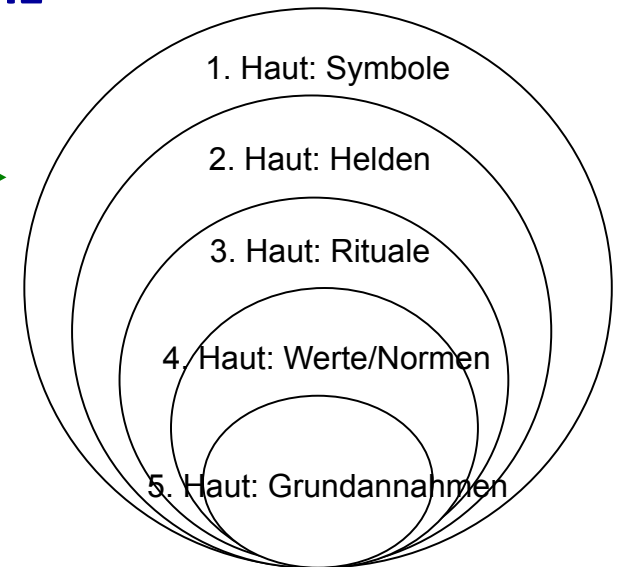 1. Haut: Symbole
2. Haut: Helden
3. Haut: Rituale
4. Haut: Werte/Normen
5. Haut: Grundannahmen